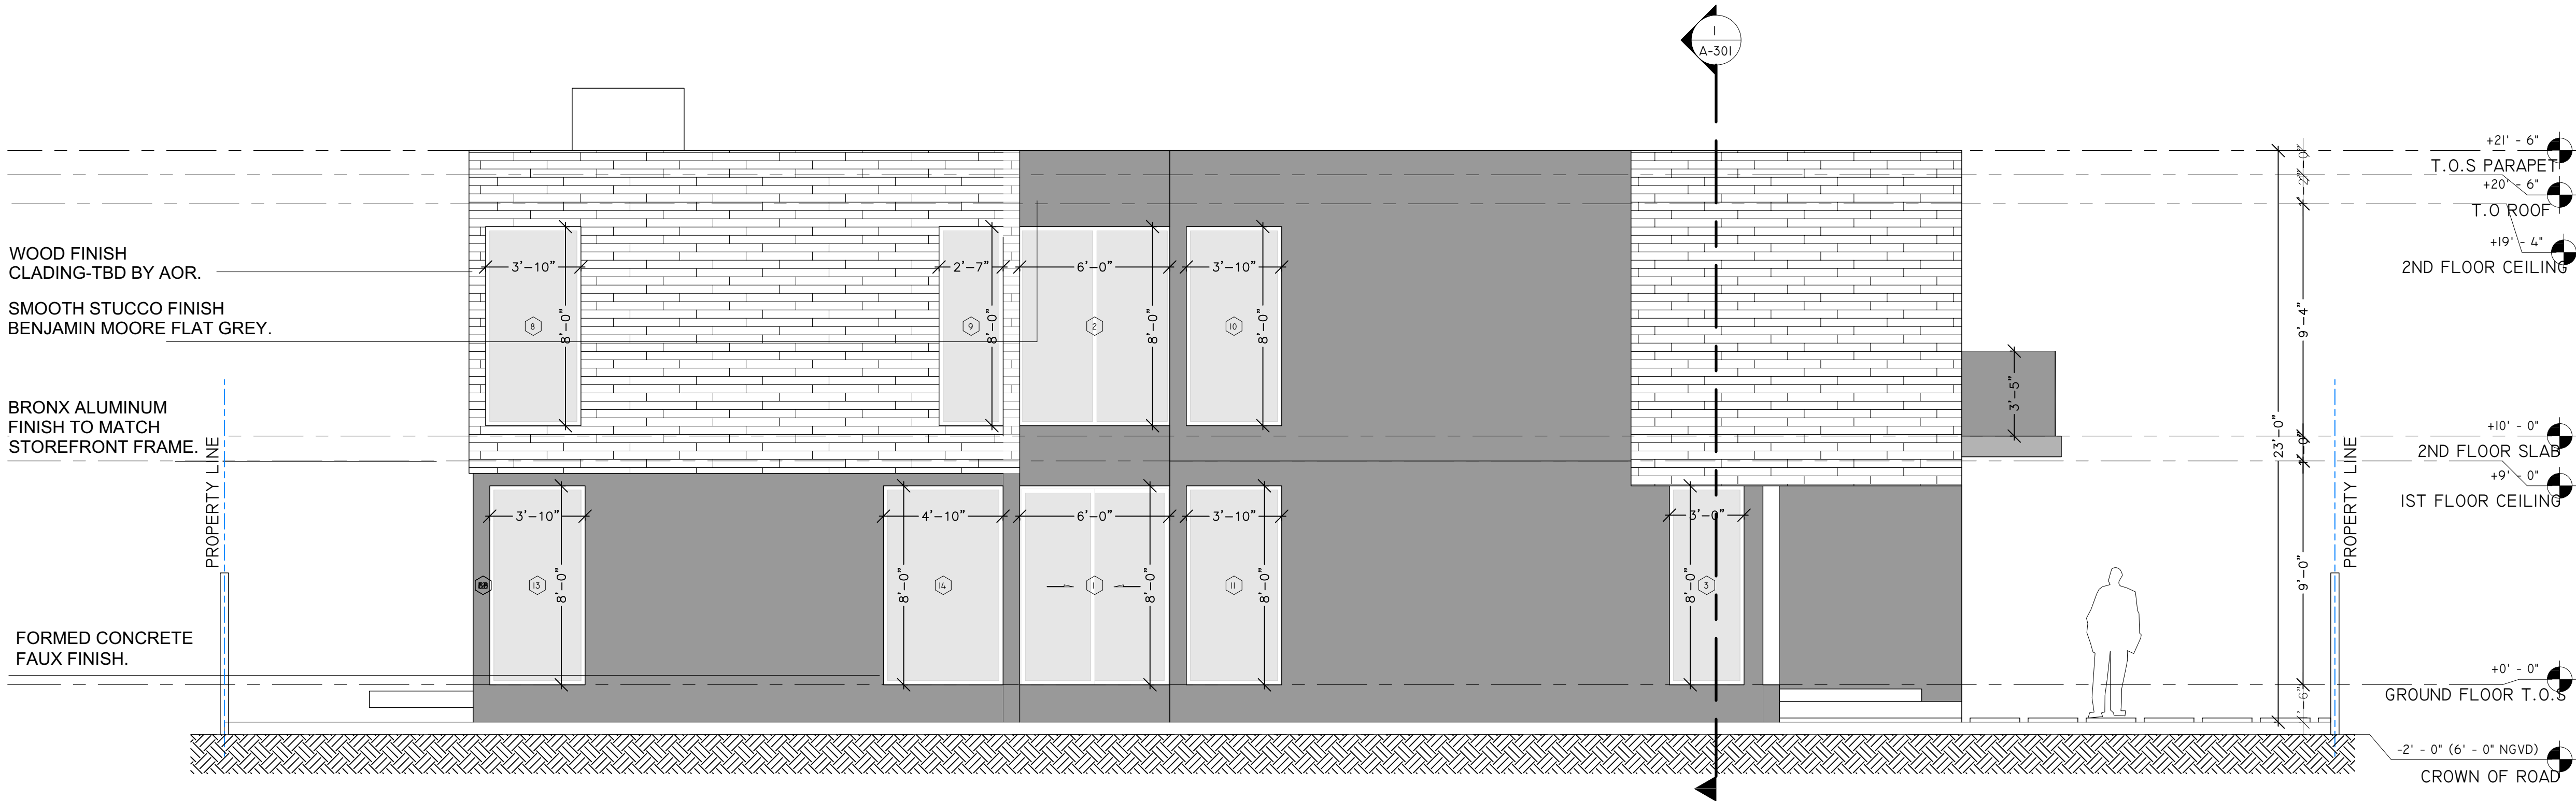 1
A-301
WOOD FINISH
CLADING-TBD BY AOR.
SMOOTH STUCCO FINISH
BENJAMIN MOORE FLAT GREY.
BRONX ALUMINUM
FINISH TO MATCH
STOREFRONT FRAME.
FORMED CONCRETE
FAUX FINISH.
PROPERTY LINE
3'-10"
8'-0"
8
2'-7"
8'-0"
9
6'-0"
8'-0"
2
3'-10"
8'-0"
10
3'-10"
8'-0"
13
4'-10"
8'-0"
14
6'-0"
8'-0"
1
3'-10"
8'-0"
11
3'-0"
8'-0"
3
3'-5"
23'-0"
9'-4"
9'-0"
PROPERTY LINE
+21' - 6"
T.O.S PARAPET
+20' - 6"
T.O ROOF
+19' - 4"
2ND FLOOR CEILING
+10' - 0"
2ND FLOOR SLAB
+9' - 0"
1ST FLOOR CEILING
+0' - 0"
GROUND FLOOR T.O.S
-2' - 0" (6' - 0" NGVD)
CROWN OF ROAD